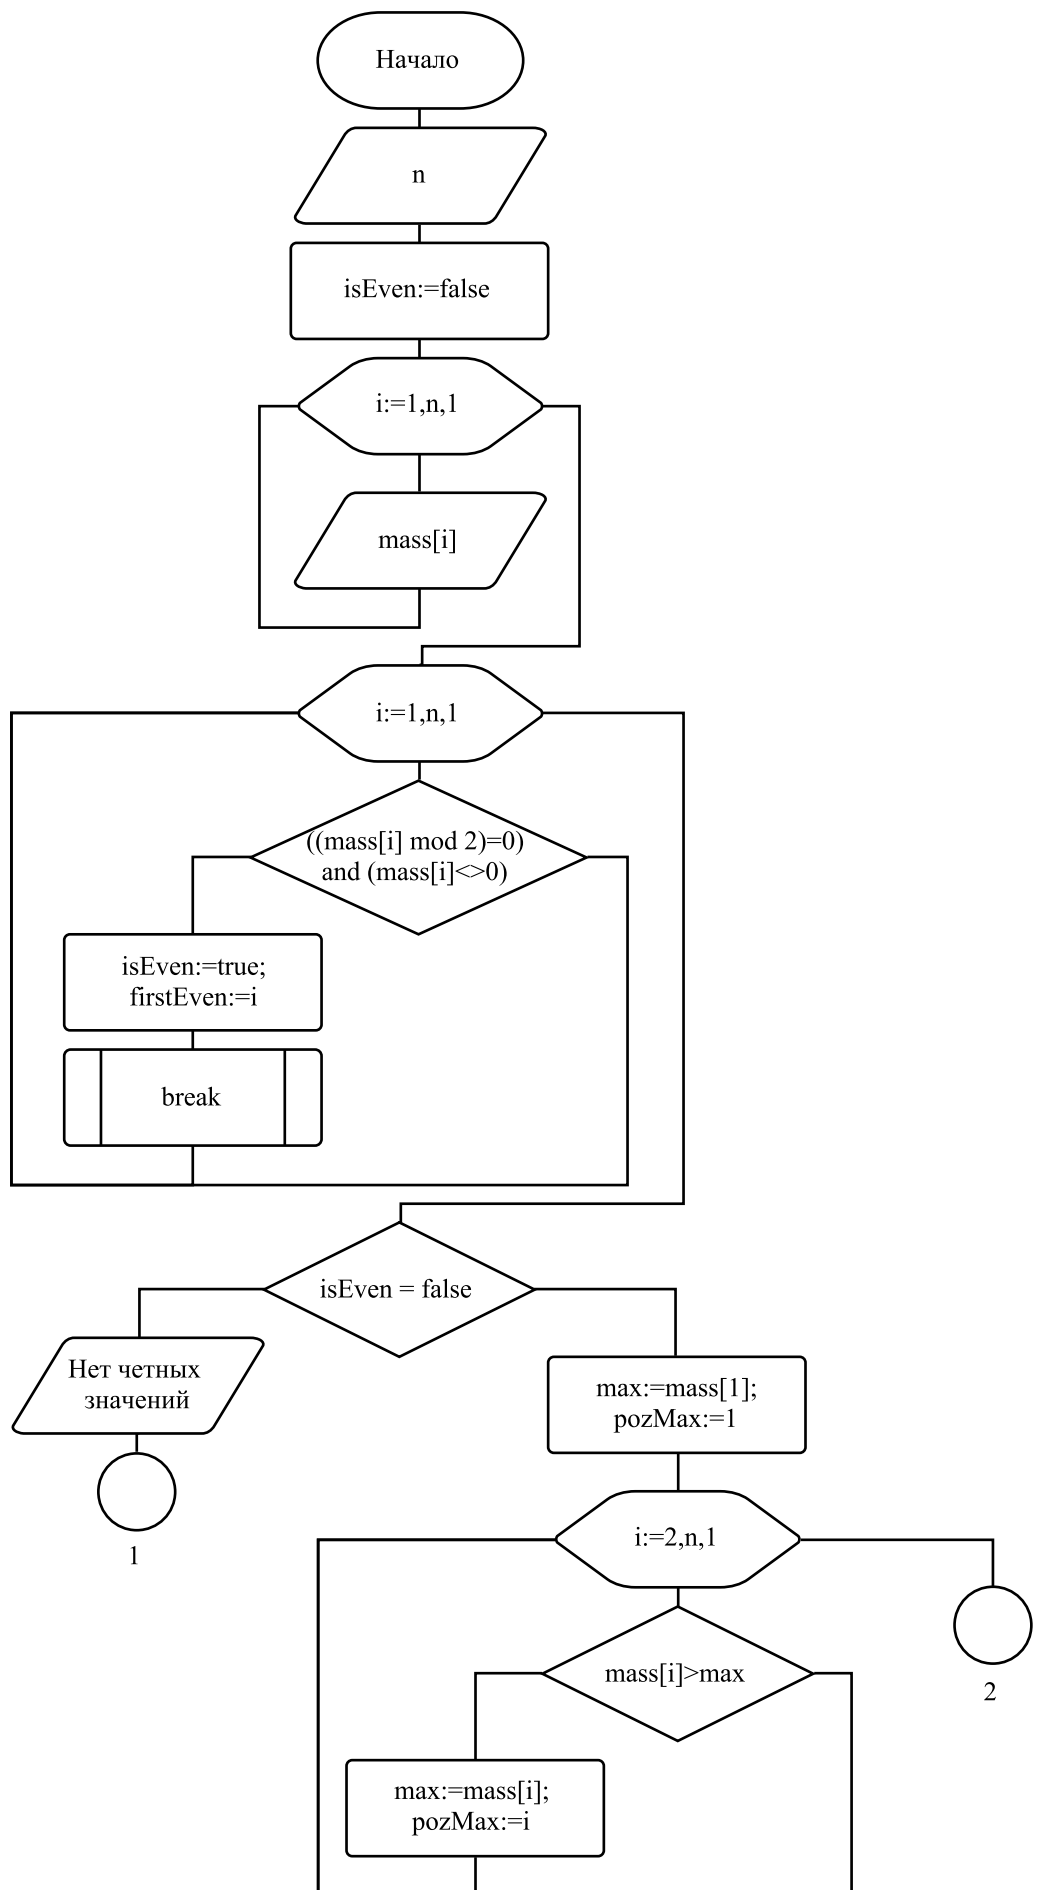 Начало
n
isEven:=false
i:=1,n,1
mass[i]
i:=1,n,1
((mass[i] mod 2)=0)
and (mass[i]<>0)
isEven:=true;
firstEven:=i
break
isEven = false
Нет четных
значений
1
max:=mass[1];
pozMax:=1
i:=2,n,1
2
mass[i]>max
max:=mass[i];
pozMax:=i